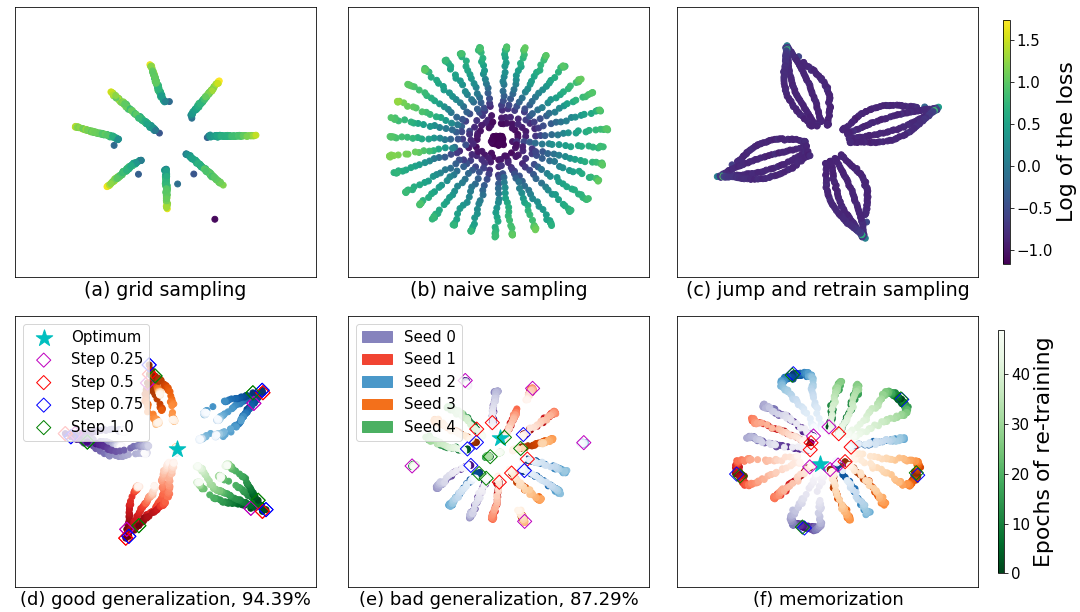 1.5
1.0
0.5
0.0
−0.5
−1.0
Log of the loss
(a) grid sampling
(b) naive sampling
(c) jump and retrain sampling
Optimum
Step 0.25
Step 0.5
Step 0.75
Step 1.0
Seed 0
Seed 1
Seed 2
Seed 3
Seed 4
40
30
20
10
0
Epochs of re-training
(d) good generalization, 94.39%
(e) bad generalization, 87.29%
(f) memorization